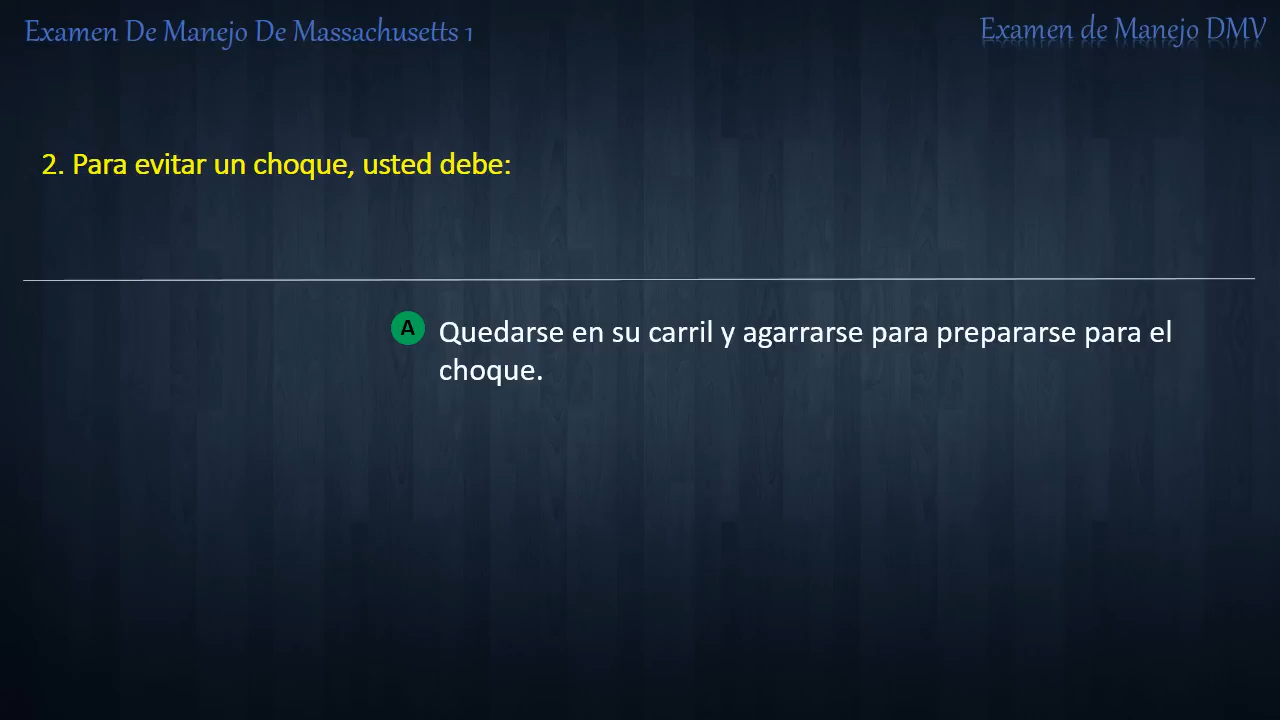 Examen De Manejo De Massachusetts 1
Examen de Manejo DMV
2. Para evitar un choque, usted debe:
A Quedarse en su carril y agarrarse para prepararse para el
choque.